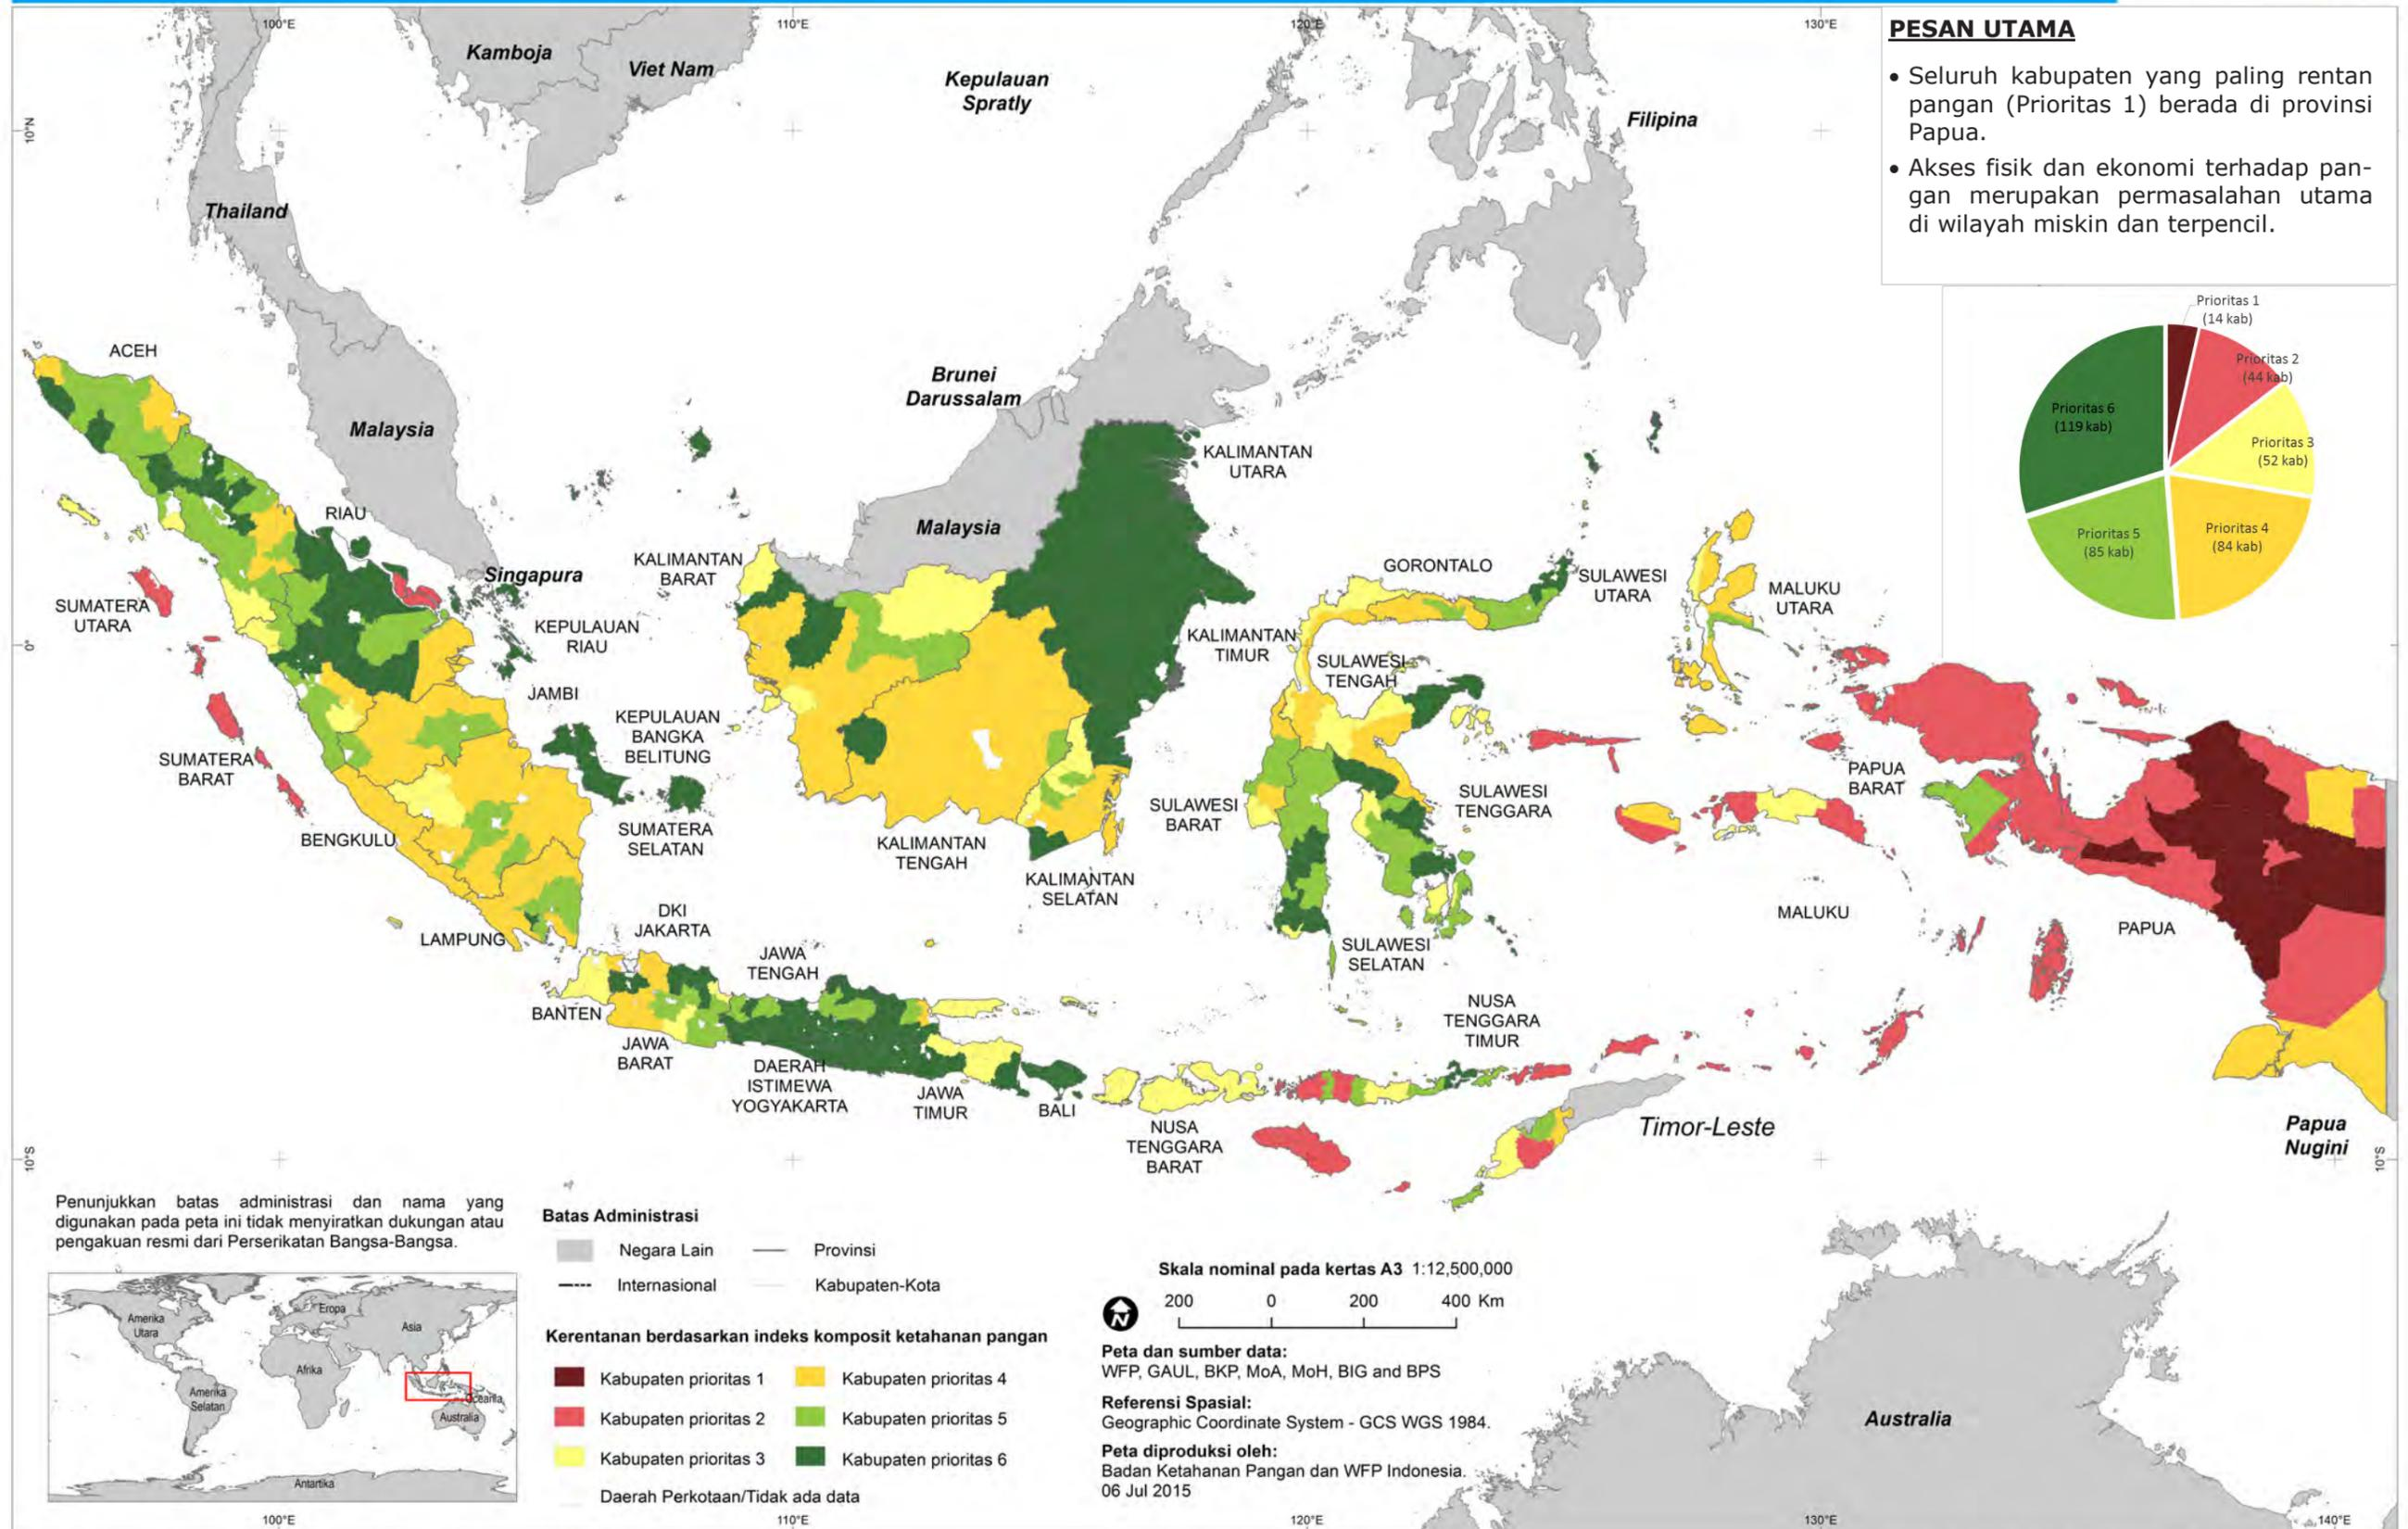 PESAN UTAMA
• Seluruh kabupaten yang paling rentan
pangan (Prioritas 1) berada di provinsi
Papua.
• Akses fisik dan ekonomi terhadap pan-
gan merupakan permasalahan utama
di wilayah miskin dan terpencil.
100°E
110°E
120°E
130°E
10°N
0°
10°S
Kamboja
Viet Nam
Kepulauan
Spratly
Filipina
Thailand
Malaysia
Brunei
Darussalam
Malaysia
Singapura
Prioritas 1
(14 kab)
Prioritas 2
(44 kab)
Prioritas 3
(52 kab)
Prioritas 4
(84 kab)
Prioritas 5
(85 kab)
Prioritas 6
(119 kab)
ACEH
RIAU
SUMATERA
UTARA
KEPULAUAN
RIAU
JAMBI
KEPULAUAN
BANGKA
BELITUNG
SUMATERA
BARAT
BENGKULU
SUMATERA
SELATAN
LAMPUNG
DKI
JAKARTA
BANTEN
JAWA
BARAT
JAWA
TENGAH
DAERAH
ISTIMEWA
YOGYAKARTA
JAWA
TIMUR
BALI
KALIMANTAN
BARAT
KALIMANTAN
UTARA
KALIMANTAN
TIMUR
KALIMANTAN
TENGAH
KALIMANTAN
SELATAN
GORONTALO
SULAWESI
UTARA
SULAWESI
TENGAH
SULAWESI
BARAT
SULAWESI
TENGGARA
SULAWESI
SELATAN
MALUKU
UTARA
PAPUA
BARAT
MALUKU
PAPUA
NUSA
TENGGARA
TIMUR
NUSA
TENGGARA
BARAT
Timor-Leste
Papua
Nugini
10°S
Australia
Penunjukkan batas administrasi dan nama yang
digunakan pada peta ini tidak menyiratkan dukungan atau
pengakuan resmi dari Perserikatan Bangsa-Bangsa.
Amerika
Utara
Eropa
Asia
Afrika
Amerika
Selatan
Oceania
Australia
Antartika
Batas Administrasi
Negara Lain
Provinsi
Internasional
Kabupaten-Kota
Kerentanan berdasarkan indeks komposit ketahanan pangan
Kabupaten prioritas 1
Kabupaten prioritas 4
Kabupaten prioritas 2
Kabupaten prioritas 5
Kabupaten prioritas 3
Kabupaten prioritas 6
Daerah Perkotaan/Tidak ada data
Skala nominal pada kertas A3 1:12,500,000
N
200 0 200 400 Km
Peta dan sumber data:
WFP, GAUL, BKP, MoA, MoH, BIG and BPS
Referensi Spasial:
Geographic Coordinate System - GCS WGS 1984.
Peta diproduksi oleh:
Badan Ketahanan Pangan dan WFP Indonesia.
06 Jul 2015
100°E
110°E
120°E
130°E
140°E